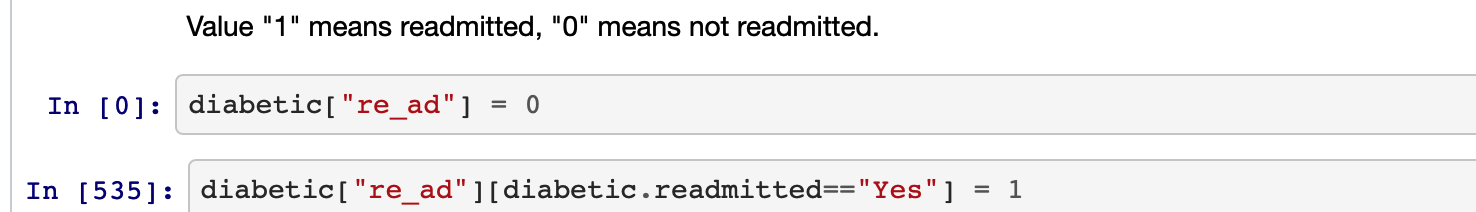 Value "1" means readmitted, "0" means not readmitted.
In [0]: diabetic["re_ad"] = 0
In [535]: diabetic["re_ad"][diabetic.readmitted=="Yes"] = 1